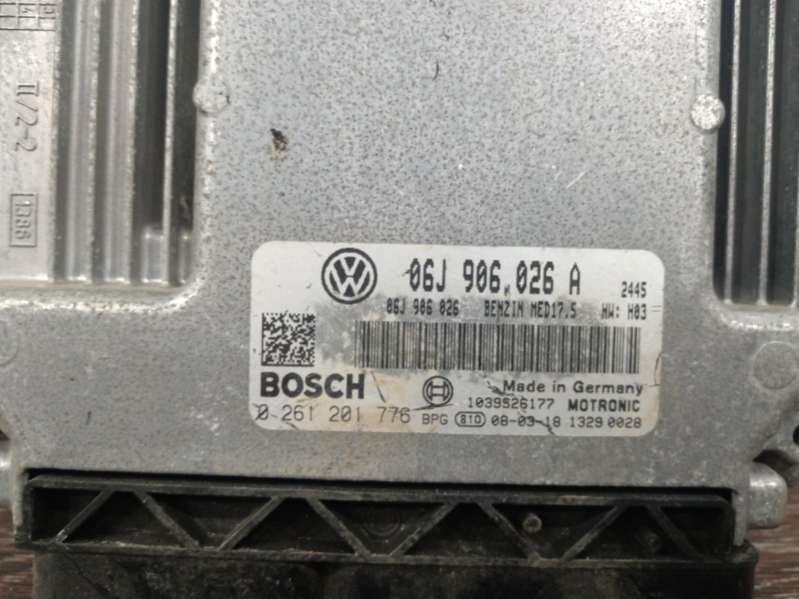 II/2-2
1386
06J 906 026 A 2445
06J 906 026 BENZIN MED17.5 HW: H03
BOSCH Made in Germany
1039S26177 MOTRONIC
0 261 201 776 BPG 810 08-03-18 1329 0028